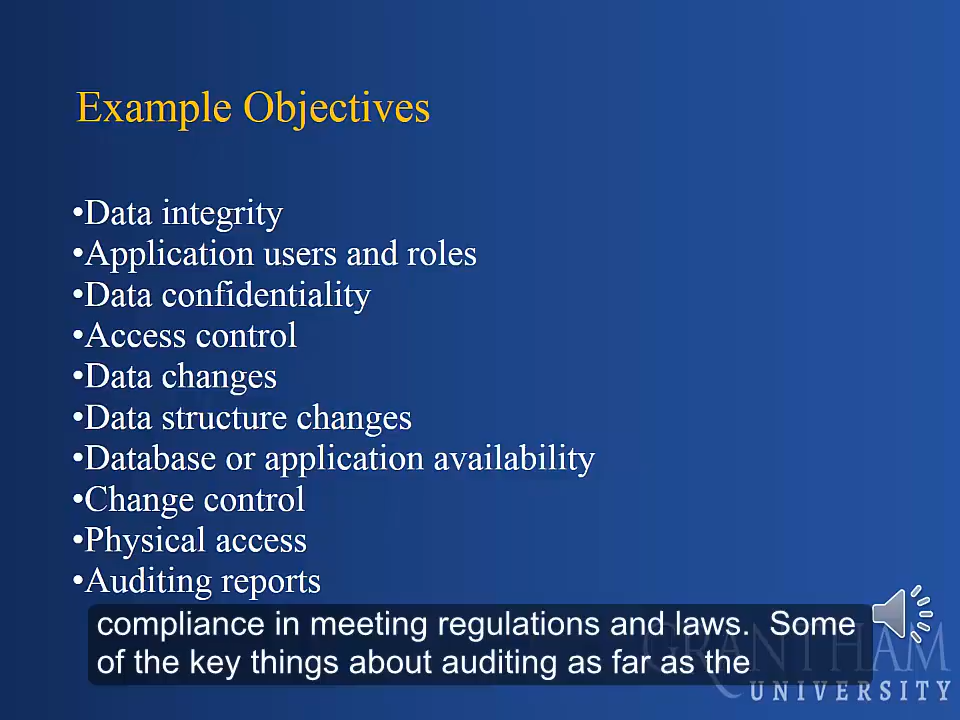 Example Objectives
•Data integrity
•Application users and roles
•Data confidentiality
•Access control
•Data changes
•Data structure changes
•Database or application availability
•Change control
•Physical access
•Auditing reports
compliance in meeting regulations and laws.  Some
of the key things about auditing as far as the
GRANTHAM
UNIVERSITY